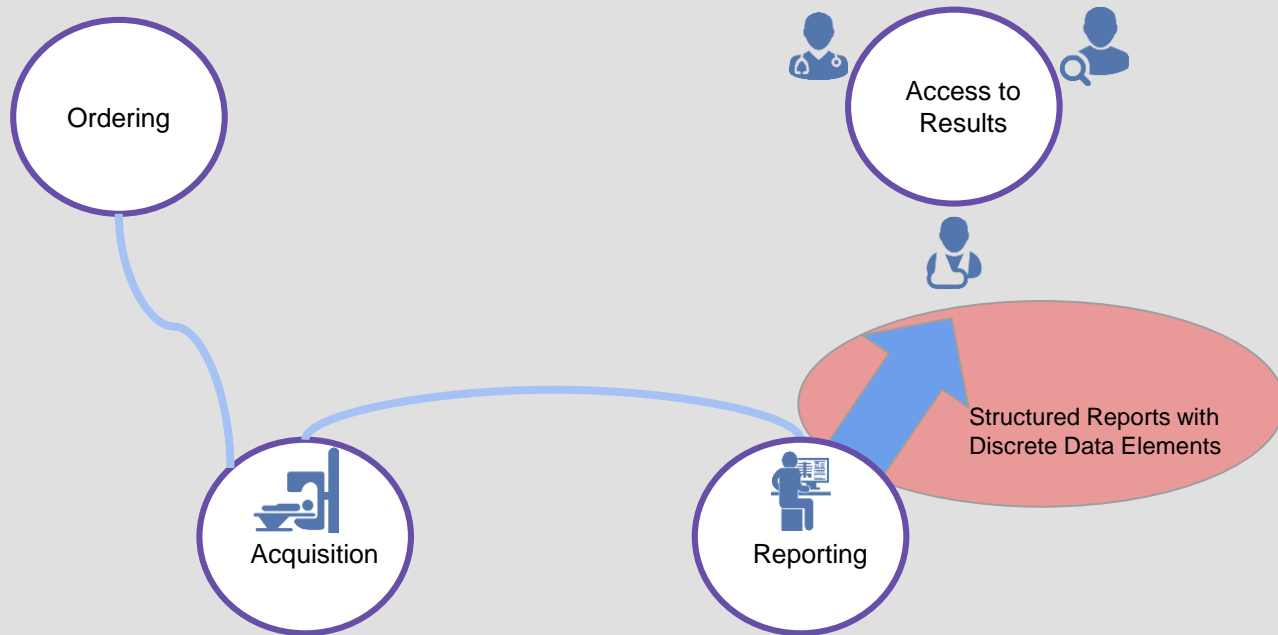 Ordering
Access to
Results
Structured Reports with
Discrete Data Elements
Acquisition
Reporting